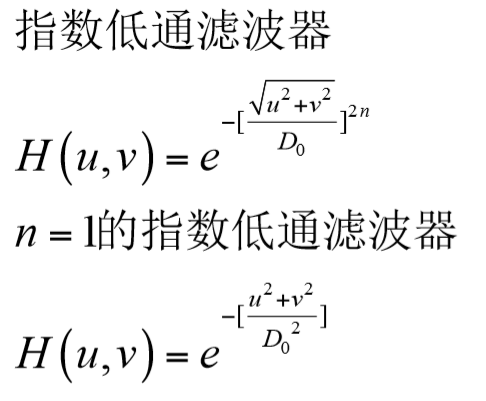 指数低通滤波器
H(u,v) = e^{-[\frac{\sqrt{u^2+v^2}}{D_0}]^{2n}}
n = 1的指数低通滤波器
H(u,v) = e^{-[\frac{u^2+v^2}{D_0^2}]}